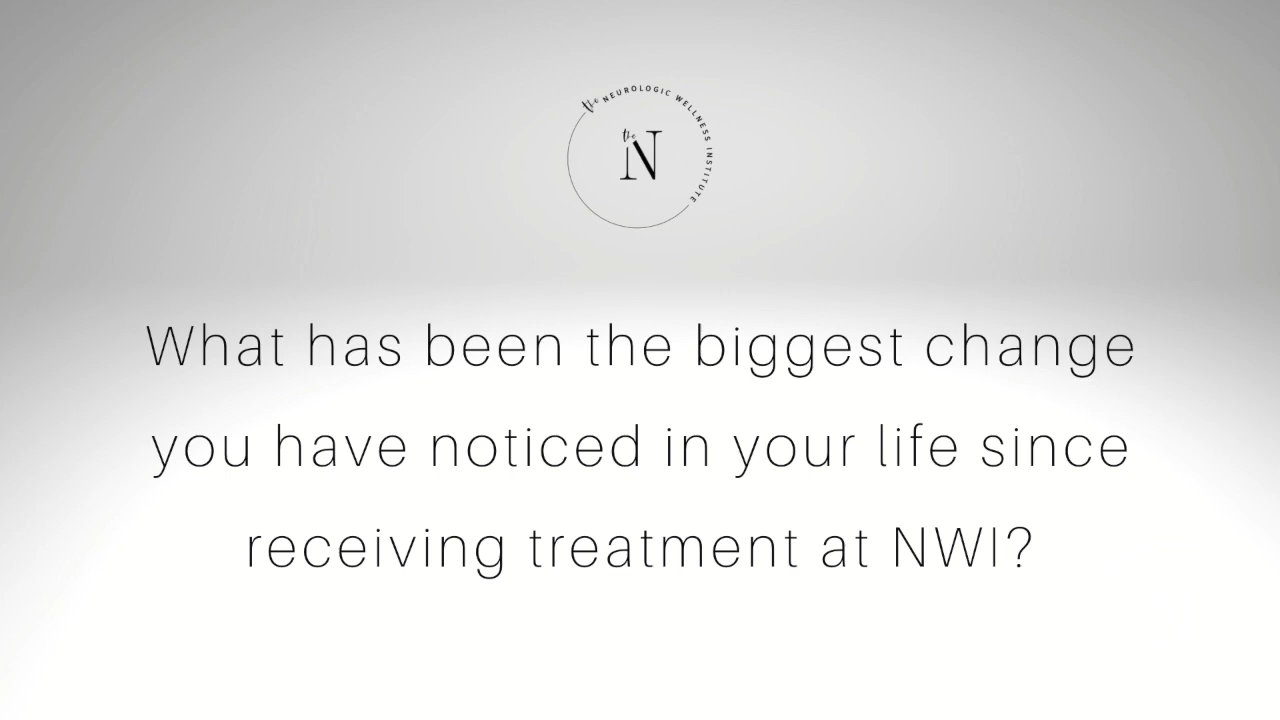 the NEUROLOGIC WELLNESS INSTITUTE
the N
What has been the biggest change
you have noticed in your life since
receiving treatment at NWI?